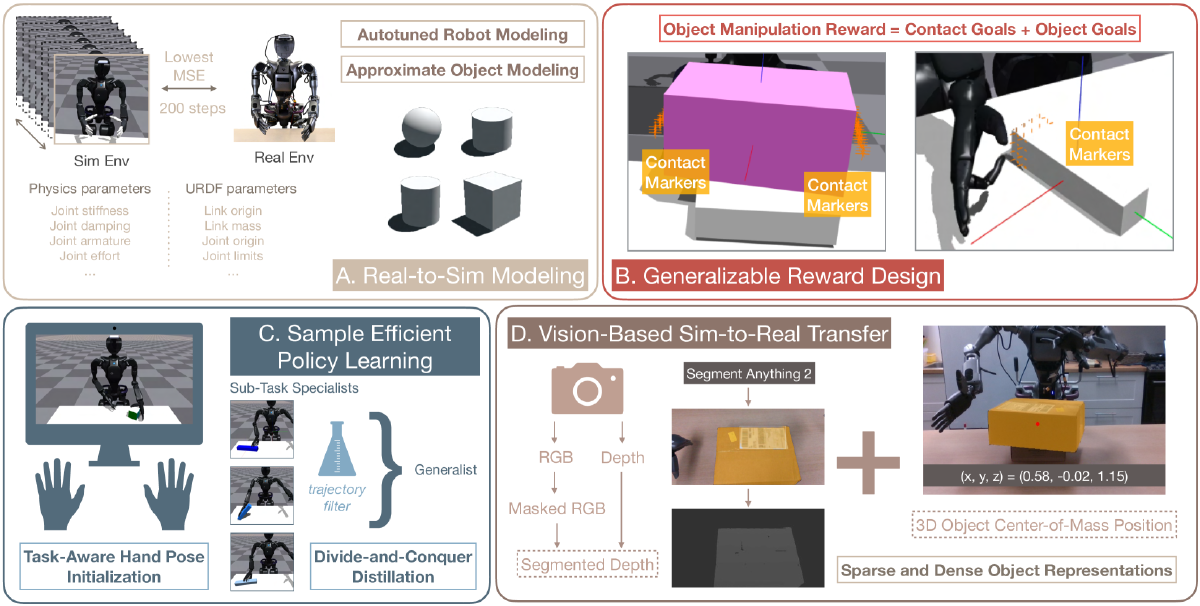 Lowest
MSE
200 steps
Sim Env
Real Env
Physics parameters
Joint stiffness
Joint damping
Joint armature
Joint effort
...
URDF parameters
Link origin
Link mass
Joint origin
Joint limits
...
Autotuned Robot Modeling
Approximate Object Modeling
A. Real-to-Sim Modeling
Object Manipulation Reward = Contact Goals + Object Goals
Contact
Markers
Contact
Markers
Contact
Markers
B. Generalizable Reward Design
C. Sample Efficient
Policy Learning
Sub-Task Specialists
trajectory
filter
Generalist
Task-Aware Hand Pose
Initialization
Divide-and-Conquer
Distillation
D. Vision-Based Sim-to-Real Transfer
RGB
Depth
Masked RGB
Segmented Depth
Segment Anything 2
(x, y, z) = (0.58, -0.02, 1.15)
3D Object Center-of-Mass Position
Sparse and Dense Object Representations